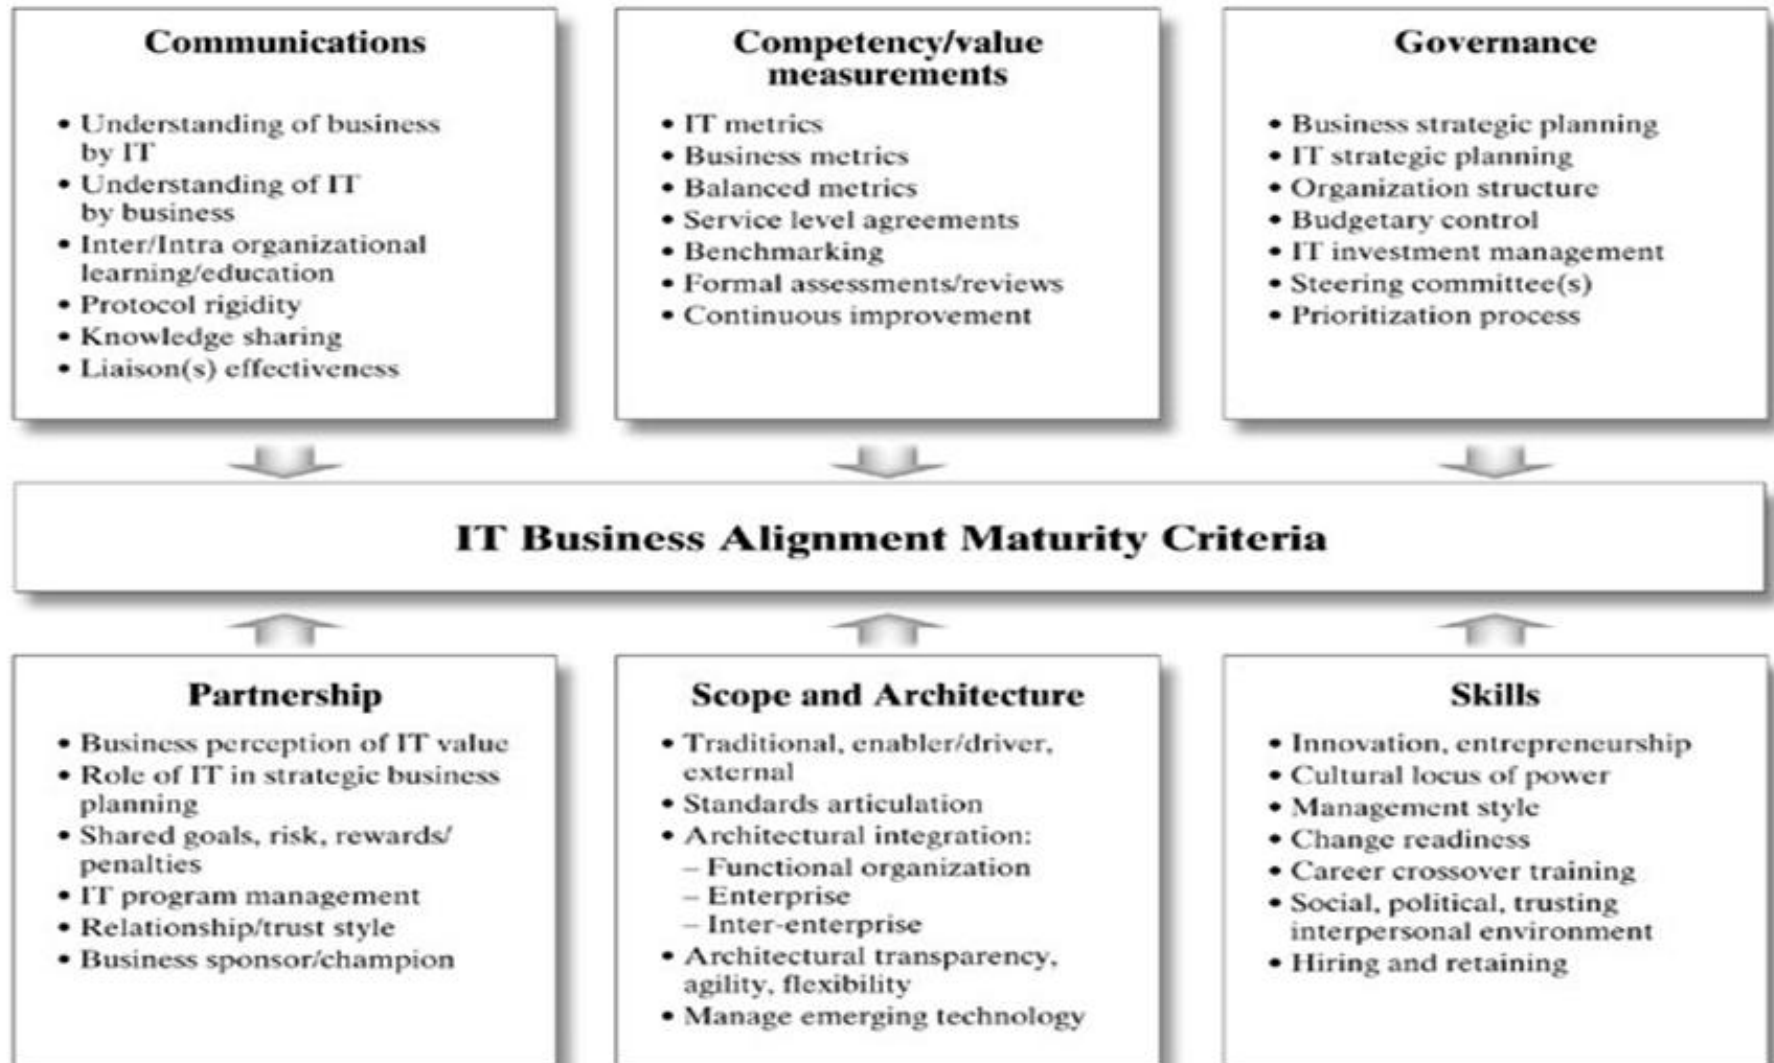 Communications
• Understanding of business
by IT
• Understanding of IT
by business
• Inter/Intra organizational
learning/education
• Protocol rigidity
• Knowledge sharing
• Liaison(s) effectiveness
Competency/value
measurements
• IT metrics
• Business metrics
• Balanced metrics
• Service level agreements
• Benchmarking
• Formal assessments/reviews
• Continuous improvement
Governance
• Business strategic planning
• IT strategic planning
• Organization structure
• Budgetary control
• IT investment management
• Steering committee(s)
• Prioritization process
IT Business Alignment Maturity Criteria
Partnership
• Business perception of IT value
• Role of IT in strategic business
planning
• Shared goals, risk, rewards/
penalties
• IT program management
• Relationship/trust style
• Business sponsor/champion
Scope and Architecture
• Traditional, enabler/driver,
external
• Standards articulation
• Architectural integration:
– Functional organization
– Enterprise
– Inter-enterprise
• Architectural transparency,
agility, flexibility
• Manage emerging technology
Skills
• Innovation, entrepreneurship
• Cultural locus of power
• Management style
• Change readiness
• Career crossover training
• Social, political, trusting
interpersonal environment
• Hiring and retaining